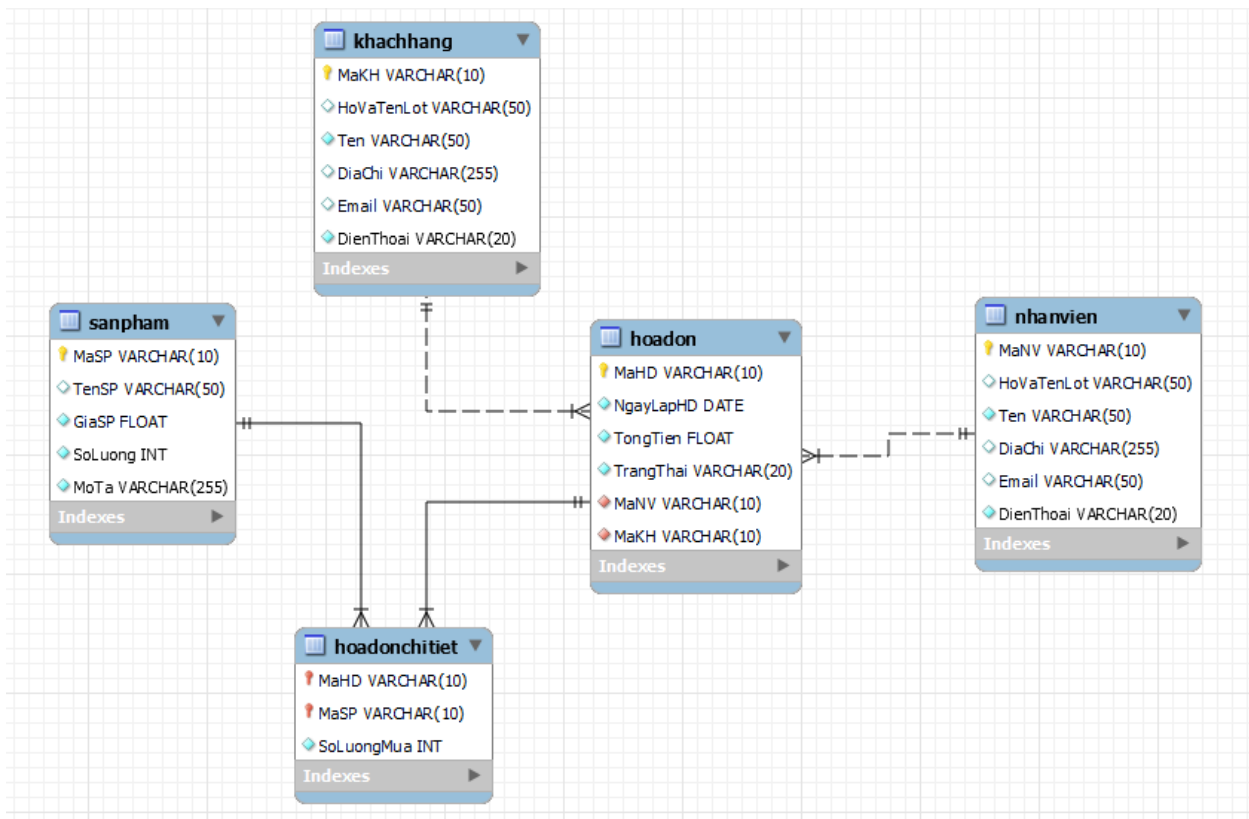 khachhang
MaKH VARCHAR(10)
HoVaTenLot VARCHAR(50)
Ten VARCHAR(50)
DiaChi VARCHAR(255)
Email VARCHAR(50)
DienThoai VARCHAR(20)
Indexes
sanpham
MaSP VARCHAR(10)
TenSP VARCHAR(50)
GiaSP FLOAT
SoLuong INT
MoTa VARCHAR(255)
Indexes
hoadon
MaHD VARCHAR(10)
NgayLapHD DATE
TongTien FLOAT
TrangThai VARCHAR(20)
MaNV VARCHAR(10)
MaKH VARCHAR(10)
Indexes
nhanvien
MaNV VARCHAR(10)
HoVaTenLot VARCHAR(50)
Ten VARCHAR(50)
DiaChi VARCHAR(255)
Email VARCHAR(50)
DienThoai VARCHAR(20)
Indexes
hoadonchitiet
MaHD VARCHAR(10)
MaSP VARCHAR(10)
SoLuongMua INT
Indexes